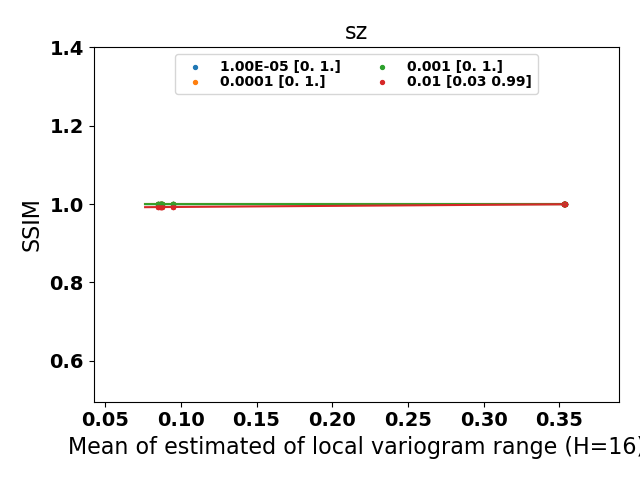 sz
1.00E-05 [0. 1.]
0.0001 [0. 1.]
0.001 [0. 1.]
0.01 [0.03 0.99]
SSIM
1.4
1.2
1.0
0.8
0.6
0.05 0.10 0.15 0.20 0.25 0.30 0.35
Mean of estimated of local variogram range (H=16)